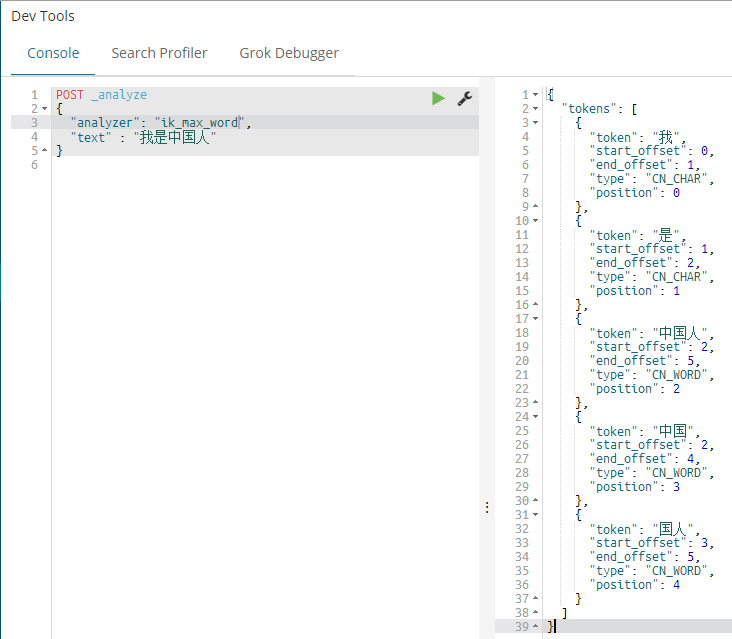 Dev Tools
Console Search Profiler Grok Debugger
1 POST _analyze
2 {
3 "analyzer": "ik_max_word",
4 "text" : "我是中国人"
5 }
6
1 {
2 "tokens": [
3 {
4 "token": "我",
5 "start_offset": 0,
6 "end_offset": 1,
7 "type": "CN_CHAR",
8 "position": 0
9 },
10 {
11 "token": "是",
12 "start_offset": 1,
13 "end_offset": 2,
14 "type": "CN_CHAR",
15 "position": 1
16 },
17 {
18 "token": "中国人",
19 "start_offset": 2,
20 "end_offset": 5,
21 "type": "CN_WORD",
22 "position": 2
23 },
24 {
25 "token": "中国",
26 "start_offset": 2,
27 "end_offset": 4,
28 "type": "CN_WORD",
29 "position": 3
30 },
31 {
32 "token": "国人",
33 "start_offset": 3,
34 "end_offset": 5,
35 "type": "CN_WORD",
36 "position": 4
37 }
38 ]
39 }